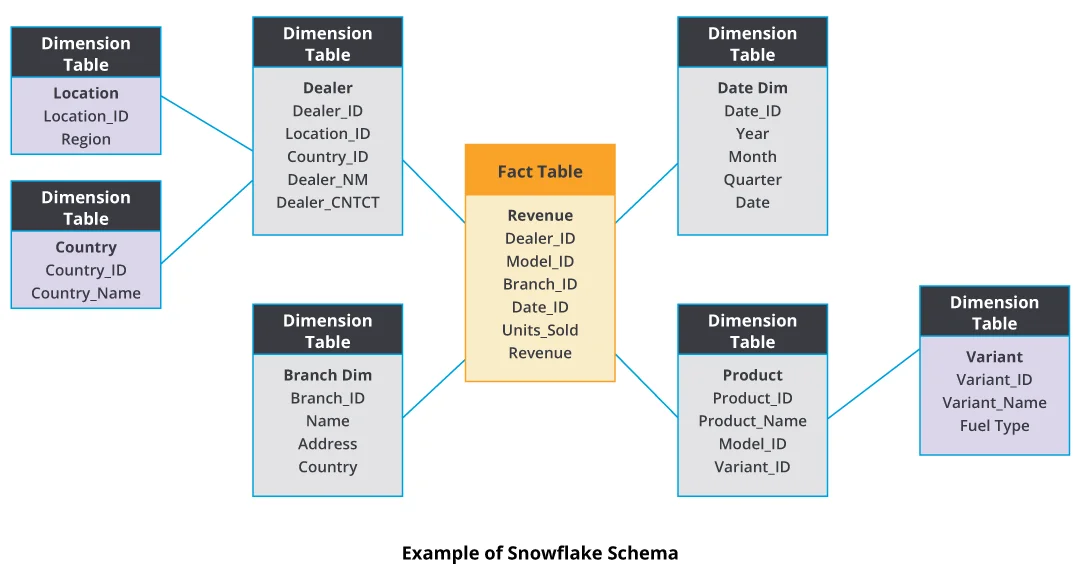 Dimension
Table
Location
Location_ID
Region
Dimension
Table
Country
Country_ID
Country_Name
Dimension
Table
Dealer
Dealer_ID
Location_ID
Country_ID
Dealer_NM
Dealer_CNTCT
Dimension
Table
Branch Dim
Branch_ID
Name
Address
Country
Fact Table
Revenue
Dealer_ID
Model_ID
Branch_ID
Date_ID
Units_Sold
Revenue
Dimension
Table
Date Dim
Date_ID
Year
Month
Quarter
Date
Dimension
Table
Product
Product_ID
Product_Name
Model_ID
Variant_ID
Dimension
Table
Variant
Variant_ID
Variant_Name
Fuel Type
Example of Snowflake Schema